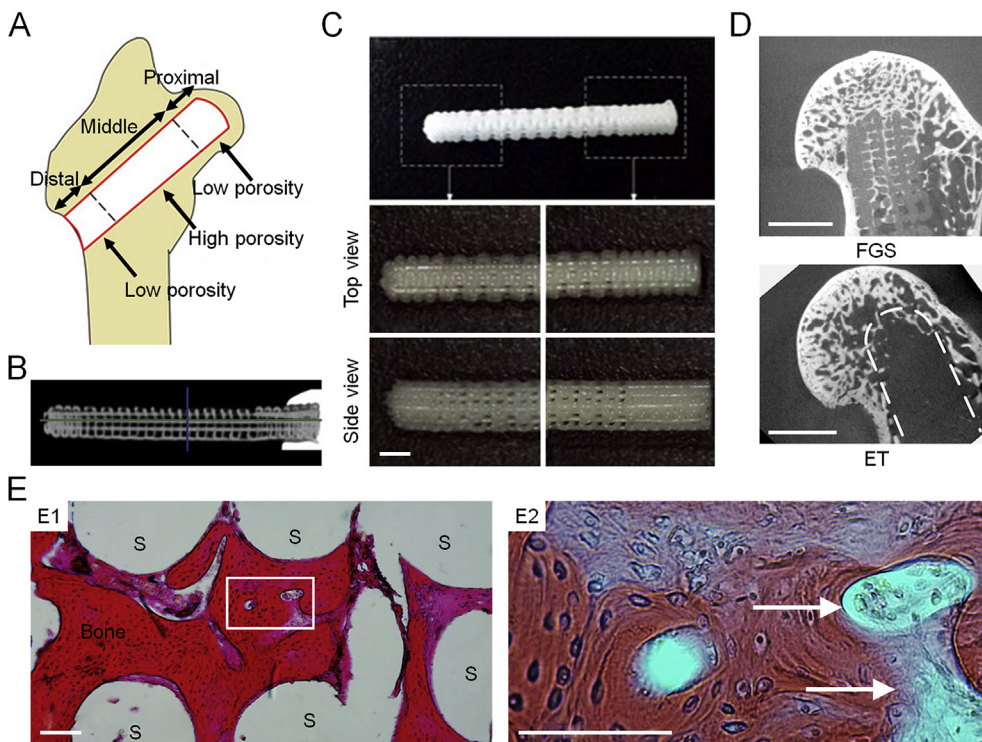 A
Proximal
Middle
Distal
Low porosity
High porosity
Low porosity
B
C
Top view
Side view
D
FGS
ET
E
E1
S
S
S
Bone
S
S
S
E2